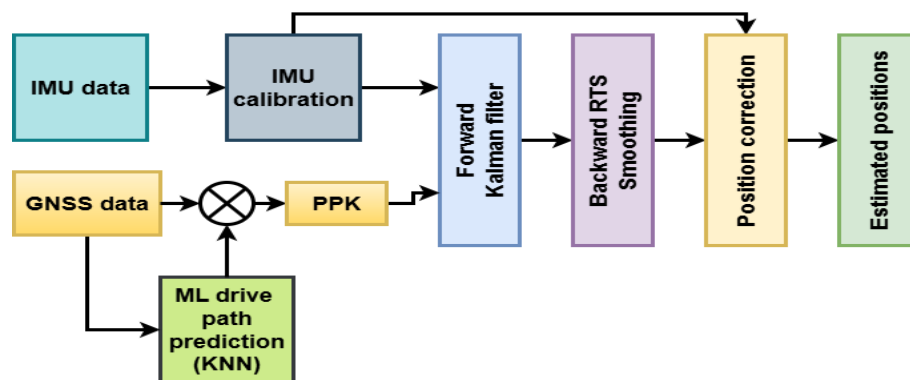 IMU data
IMU
calibration
GNSS data
PPK
ML drive
path
prediction
(KNN)
Forward
Kalman filter
Backward RTS
Smoothing
Position correction
Estimated positions